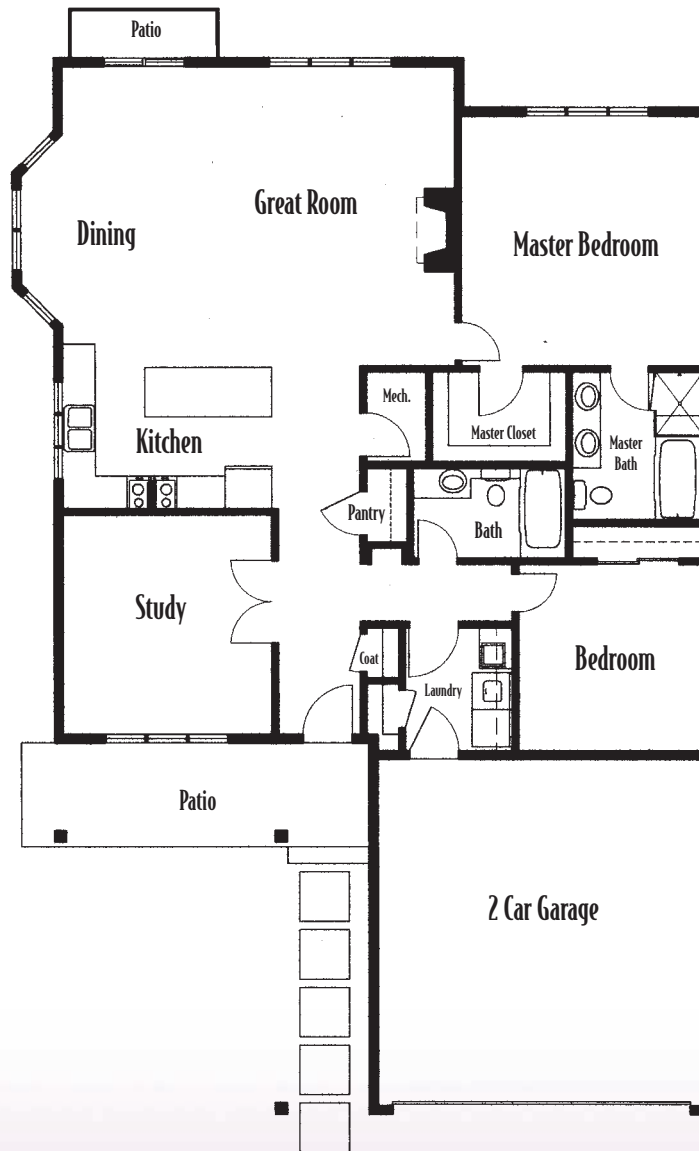 Patio
Great Room
Dining
Master Bedroom
Mech.
Master Closet
Kitchen
Master
Bath
Pantry
Bath
Study
Coat
Laundry
Bedroom
Patio
2 Car Garage